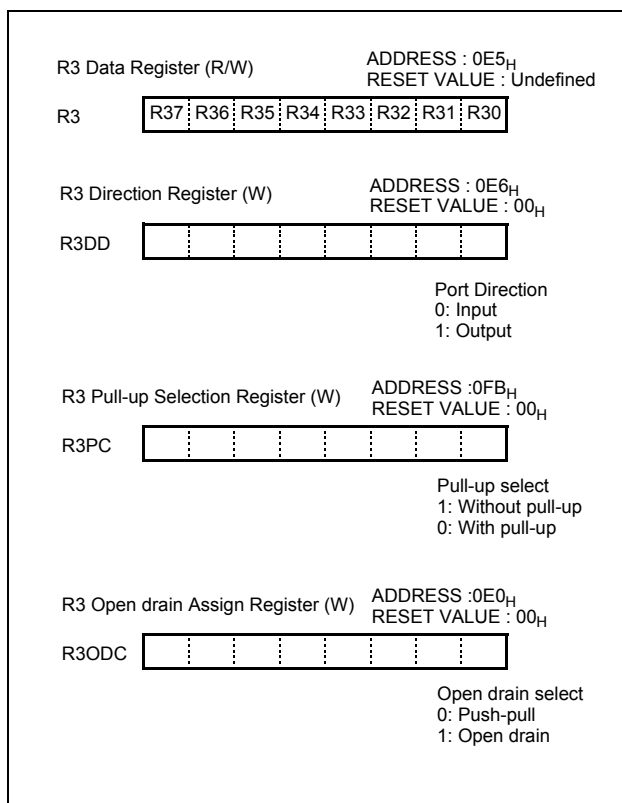 R3 Data Register (R/W)
ADDRESS : 0E5H
RESET VALUE : Undefined
R3
R37 R36 R35 R34 R33 R32 R31 R30
R3 Direction Register (W)
ADDRESS : 0E6H
RESET VALUE : 00H
R3DD
Port Direction
0: Input
1: Output
R3 Pull-up Selection Register (W)
ADDRESS :0FBH
RESET VALUE : 00H
R3PC
Pull-up select
1: Without pull-up
0: With pull-up
R3 Open drain Assign Register (W)
ADDRESS :0E0H
RESET VALUE : 00H
R3ODC
Open drain select
0: Push-pull
1: Open drain